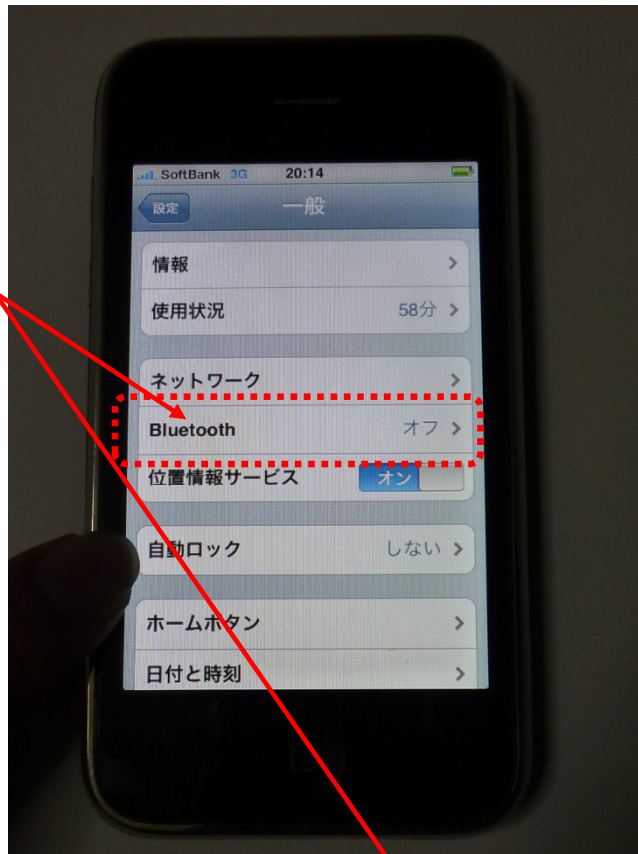 SoftBank 3G 20:14
設定 一般
情報
使用状況 58分
ネットワーク
Bluetooth オフ
位置情報サービス オン
自動ロック しない
ホームボタン
日付と時刻